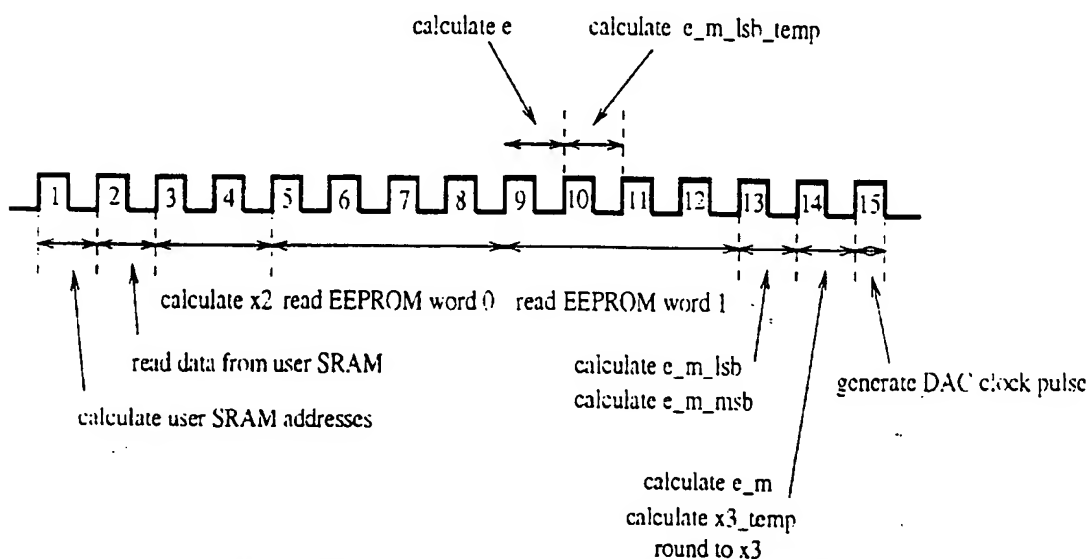 calculate e
calculate e_m_lsb_temp
1 2 3 4 5 6 7 8 9 10 11 12 13 14 15
calculate x2 read EEPROM word 0 read EEPROM word 1
read data from user SRAM
calculate user SRAM addresses
calculate e_m_lsb
calculate e_m_msb
generate DAC clock pulse
calculate e_m
calculate x3_temp
round to x3